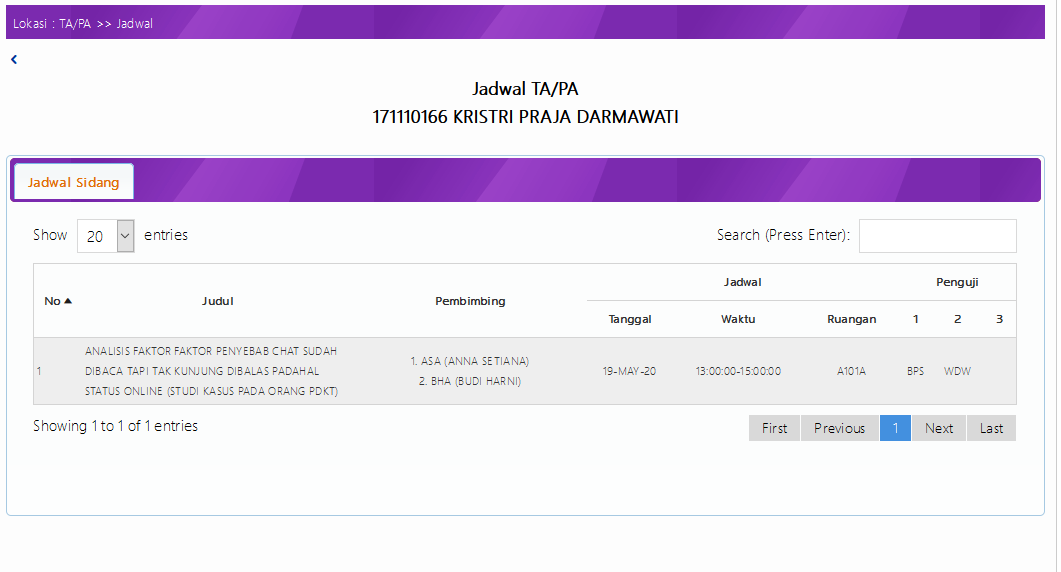 Lokasi : TA/PA >> Jadwal
Jadwal TA/PA
171110166 KRISTRI PRAJA DARMAWATI
Jadwal Sidang
Show 20 entries Search (Press Enter):
No Judul Pembimbing Jadwal Penguji
Tanggal Waktu Ruangan 1 2 3
1 ANALISIS FAKTOR FAKTOR PENYEBAB CHAT SUDAH
DIBACA TAPI TAK KUNJUNG DIBALAS PADAHAL
STATUS ONLINE (STUDI KASUS PADA ORANG PDKT)
1. ASA (ANNA SETIANA)
2. BHA (BUDI HARNI)
19-MAY-20 13:00:00-15:00:00 A101A BPS WDW
Showing 1 to 1 of 1 entries First Previous 1 Next Last